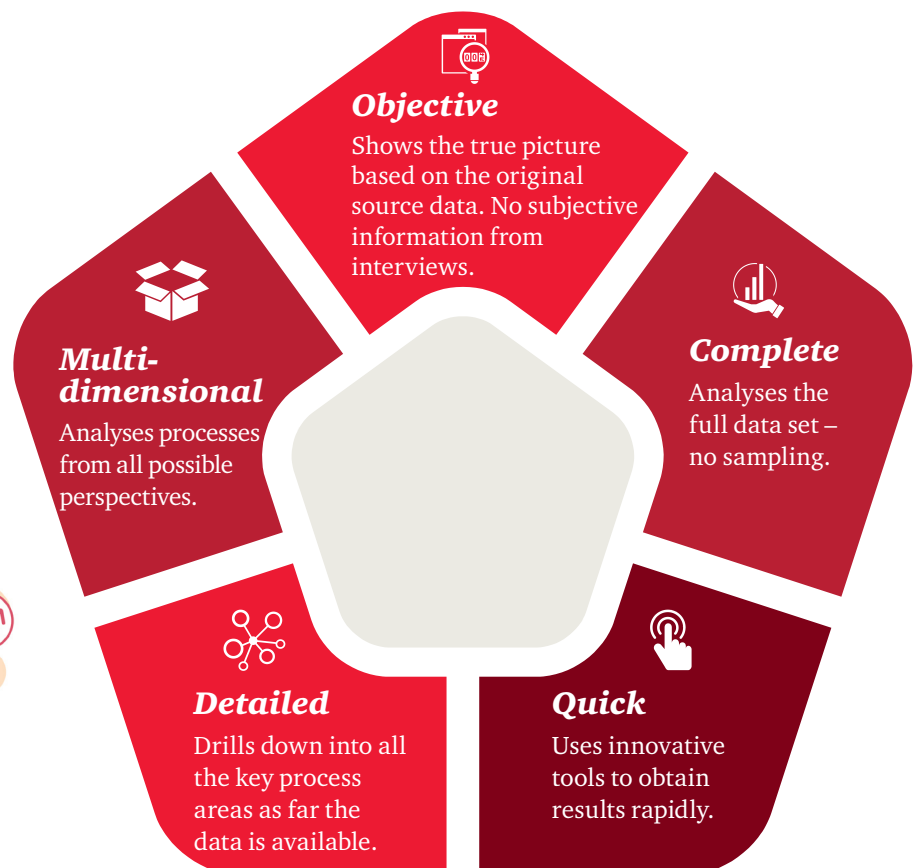 Objective
Shows the true picture
based on the original
source data. No subjective
information from
interviews.
Multi-
dimensional
Analyses processes
from all possible
perspectives.
Complete
Analyses the
full data set –
no sampling.
Detailed
Drills down into all
the key process
areas as far the
data is available.
Quick
Uses innovative
tools to obtain
results rapidly.